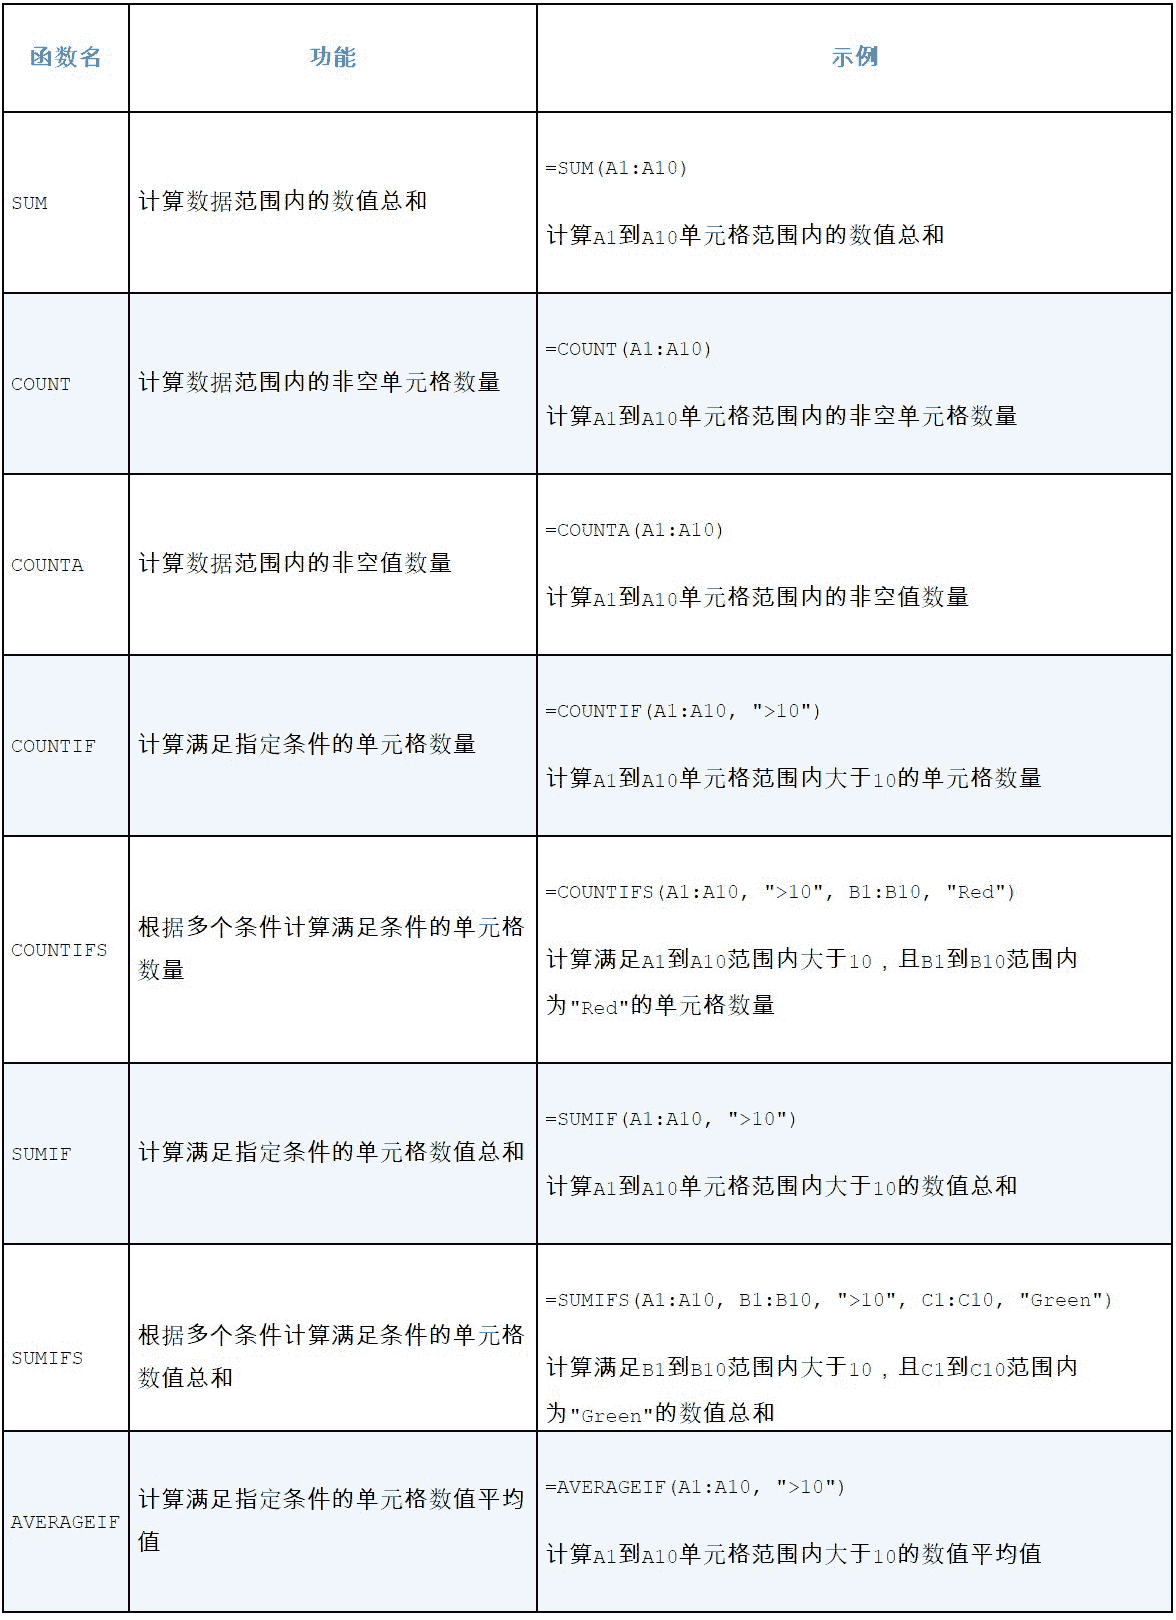 函数名 功能 示例
SUM
计算数据范围内的数值总和
=SUM(A1:A10)
计算A1到A10单元格范围内的数值总和
COUNT
计算数据范围内的非空单元格数量
=COUNT(A1:A10)
计算A1到A10单元格范围内的非空单元格数量
COUNTA
计算数据范围内的非空值数量
=COUNTA(A1:A10)
计算A1到A10单元格范围内的非空值数量
COUNTIF
计算满足指定条件的单元格数量
=COUNTIF(A1:A10, ">10")
计算A1到A10单元格范围内大于10的单元格数量
COUNTIFS
根据多个条件计算满足条件的单元格
数量
=COUNTIFS(A1:A10, ">10", B1:B10, "Red")
计算满足A1到A10范围内大于10，且B1到B10范围内
为"Red"的单元格数量
SUMIF
计算满足指定条件的单元格数值总和
=SUMIF(A1:A10, ">10")
计算A1到A10单元格范围内大于10的数值总和
SUMIFS
根据多个条件计算满足条件的单元格
数值总和
=SUMIFS(A1:A10, B1:B10, ">10", C1:C10, "Green")
计算满足B1到B10范围内大于10，且C1到C10范围内
为"Green"的数值总和
AVERAGEIF
计算满足指定条件的单元格数值平均
值
=AVERAGEIF(A1:A10, ">10")
计算A1到A10单元格范围内大于10的数值平均值